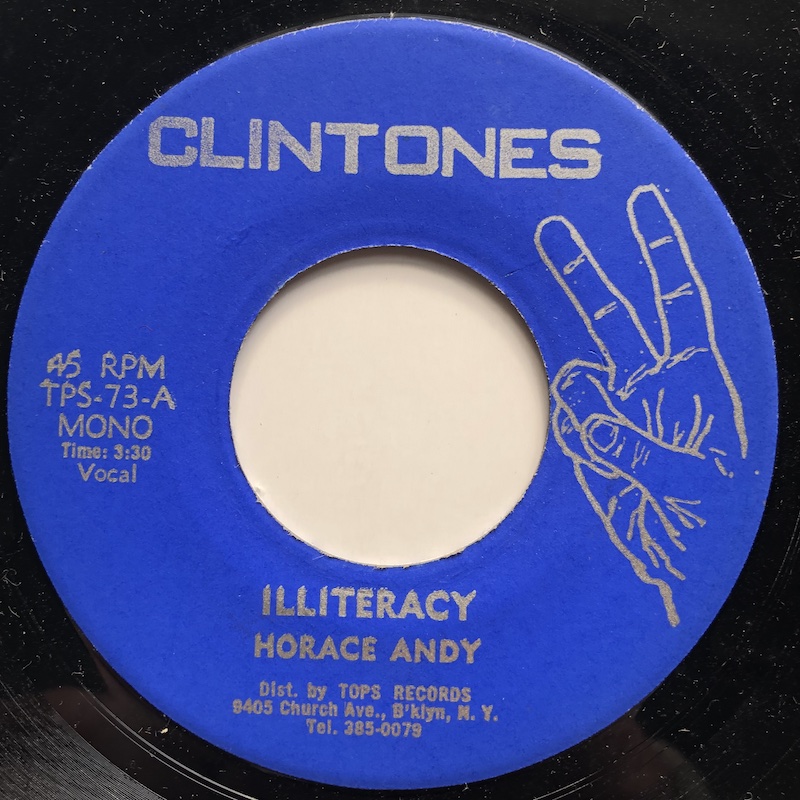 CLINTONES
45 RPM
TPS-73-A
MONO
Time: 3:30
Vocal
ILLITERACY
HORACE ANDY
Dist. by TOPS RECORDS
9405 Church Ave., B'klyn, N. Y.
Tel. 385-0079